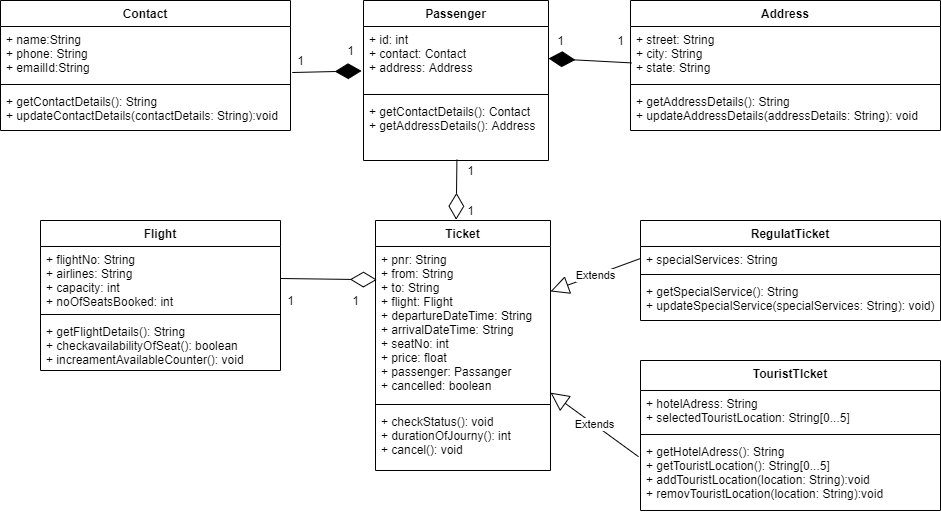 Contact
+ name:String
+ phone: String
+ emailId:String
+ getContactDetails(): String
+ updateContactDetails(contactDetails: String):void
1
1
Passenger
+ id: int
+ contact: Contact
+ address: Address
+ getContactDetails(): Contact
+ getAddressDetails(): Address
1
1
Address
+ street: String
+ city: String
+ state: String
+ getAddressDetails(): String
+ updateAddressDetails(addressDetails: String): void
1
1
Flight
+ flightNo: String
+ airlines: String
+ capacity: int
+ noOfSeatsBooked: int
+ getFlightDetails(): String
+ checkavailabilityOfSeat(): boolean
+ increamentAvailableCounter(): void
1
1
Ticket
+ pnr: String
+ from: String
+ to: String
+ flight: Flight
+ departureDateTime: String
+ arrivalDateTime: String
+ seatNo: int
+ price: float
+ passenger: Passanger
+ cancelled: boolean
+ checkStatus(): void
+ durationOfJourny(): int
+ cancel(): void
Extends
RegulatTicket
+ specialServices: String
+ getSpecialService(): String
+ updateSpecialService(specialServices: String): void)
Extends
TouristTIcket
+ hotelAdress: String
+ selectedTouristLocation: String[0...5]
+ getHotelAdress(): String
+ getTouristLocation(): String[0...5]
+ addTouristLocation(location: String):void
+ removTouristLocation(location: String):void